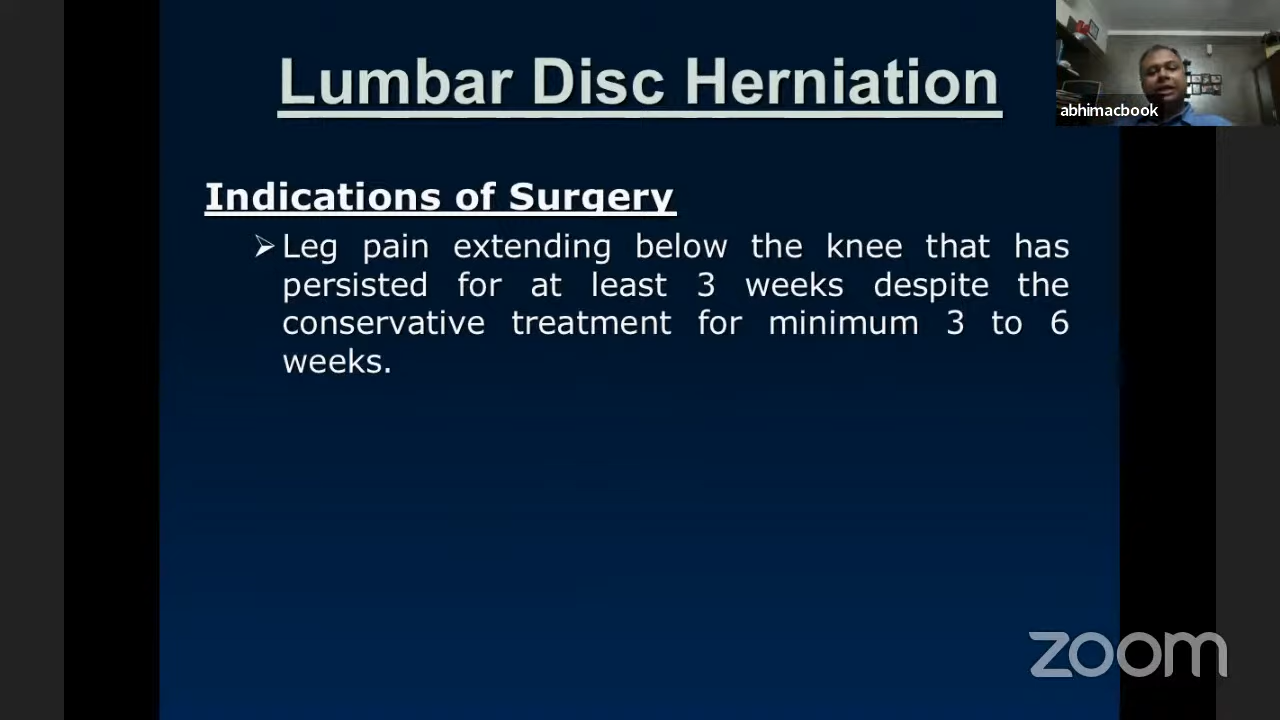 Lumbar Disc Herniation
abhimacbook
Indications of Surgery
➢Leg pain extending below the knee that has
persisted for at least 3 weeks despite the
conservative treatment for minimum 3 to 6
weeks.
zoom